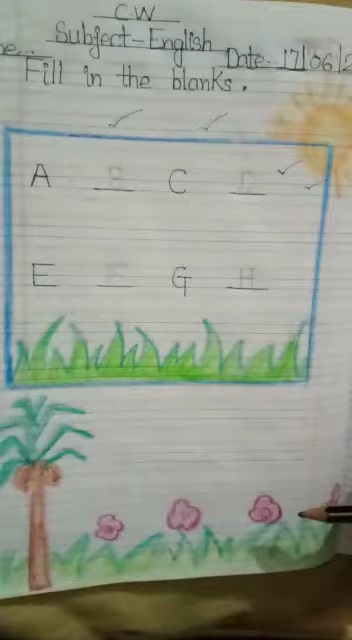 C.W
Subject-English
Date. 17/06/2
Fill in the blanks.
A B C
E F G H